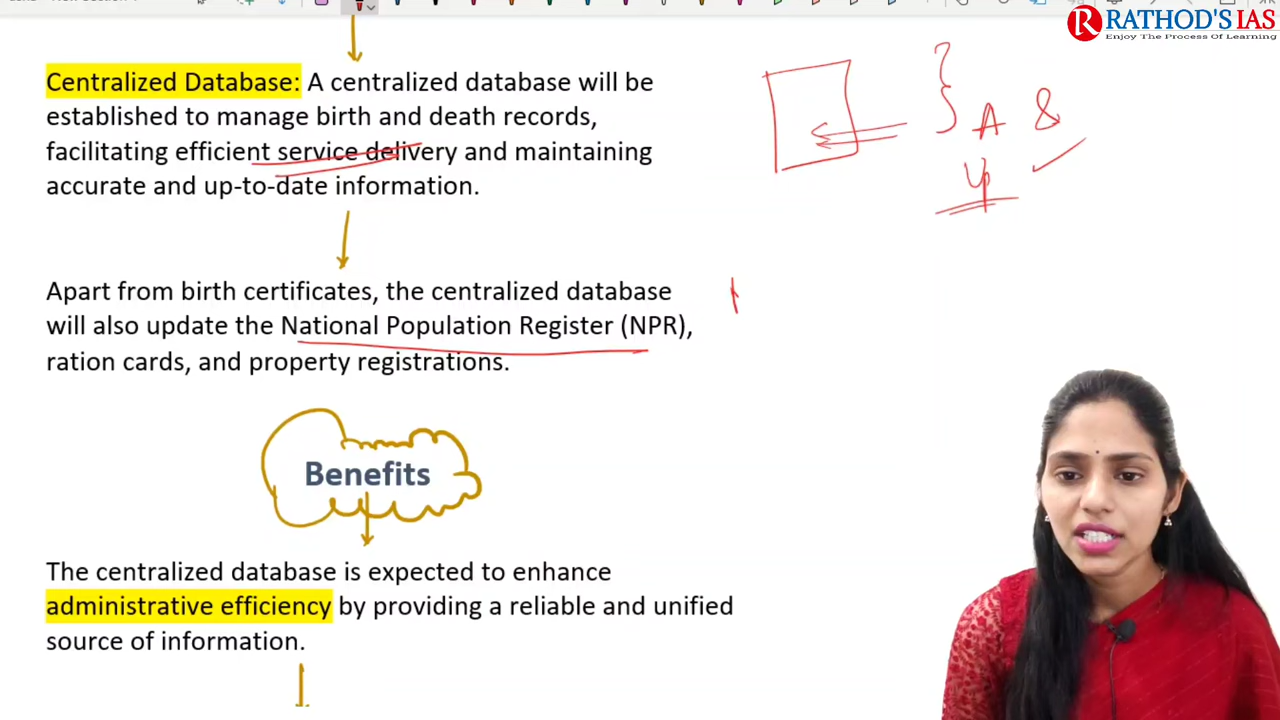 RATHOD'S IAS
Enjoy The Process Of Learning
Centralized Database: A centralized database will be
established to manage birth and death records,
facilitating efficient service delivery and maintaining
accurate and up-to-date information.
A &
Up
Apart from birth certificates, the centralized database
will also update the National Population Register (NPR),
ration cards, and property registrations.
Benefits
The centralized database is expected to enhance
administrative efficiency by providing a reliable and unified
source of information.